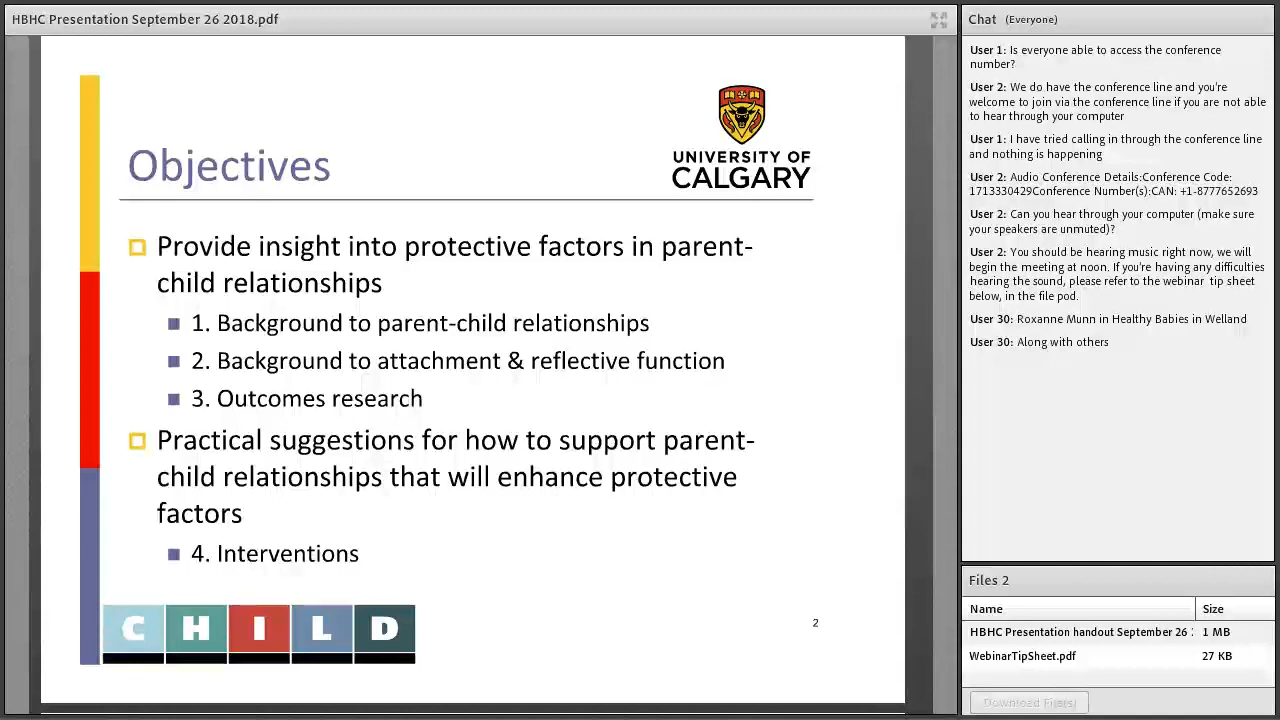 HBHC Presentation September 26 2018.pdf
Objectives
UNIVERSITY OF
CALGARY
Provide insight into protective factors in parent-
child relationships
1. Background to parent-child relationships
2. Background to attachment & reflective function
3. Outcomes research
Practical suggestions for how to support parent-
child relationships that will enhance protective
factors
4. Interventions
CHILD
2
Chat (Everyone)
User 1: Is everyone able to access the conference
number?
User 2: We do have the conference line and you're
welcome to join via the conference line if you are not able
to hear through your computer
User 1: I have tried calling in through the conference line
and nothing is happening
User 2: Audio Conference Details:Conference Code:
1713330429Conference Number(s):CAN: +1-8777652693
User 2: Can you hear through your computer (make sure
your speakers are unmuted)?
User 2: You should be hearing music right now, we will
begin the meeting at noon. If you're having any difficulties
hearing the sound, please refer to the webinar tip sheet
below, in the file pod.
User 30: Roxanne Munn in Healthy Babies in Welland
User 30: Along with others
Files 2
Name Size
HBHC Presentation handout September 26 1 MB
WebinarTipSheet.pdf 27 KB
Download File(s)